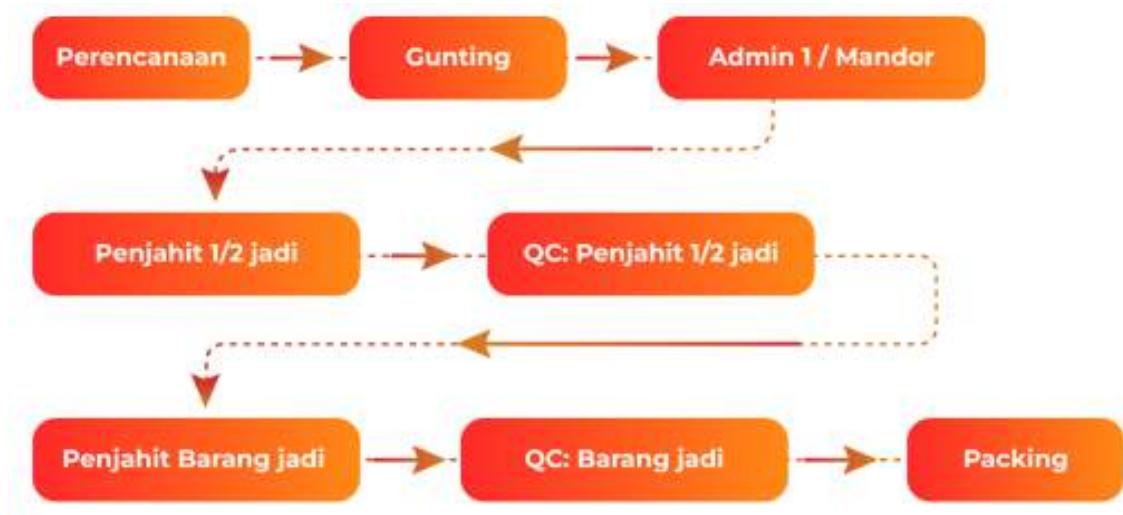 Perencanaan
Gunting
Admin 1 / Mandor
Penjahit 1/2 jadi
QC: Penjahit 1/2 jadi
Penjahit Barang jadi
QC: Barang jadi
Packing